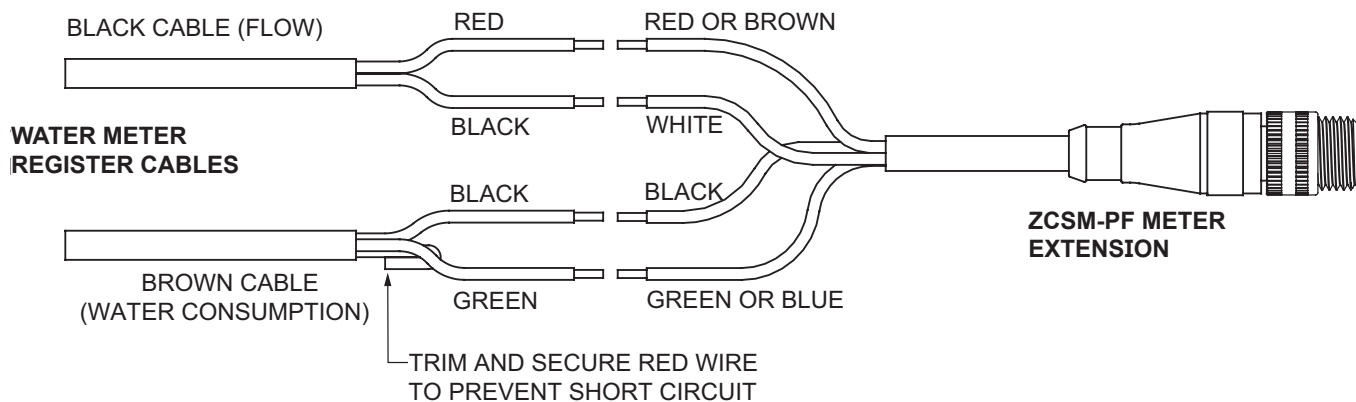 BLACK CABLE (FLOW)
RED
RED OR BROWN
BLACK
WHITE
WATER METER
REGISTER CABLES
BLACK
BLACK
ZCSM-PF METER
EXTENSION
BROWN CABLE
(WATER CONSUMPTION)
GREEN
GREEN OR BLUE
TRIM AND SECURE RED WIRE
TO PREVENT SHORT CIRCUIT